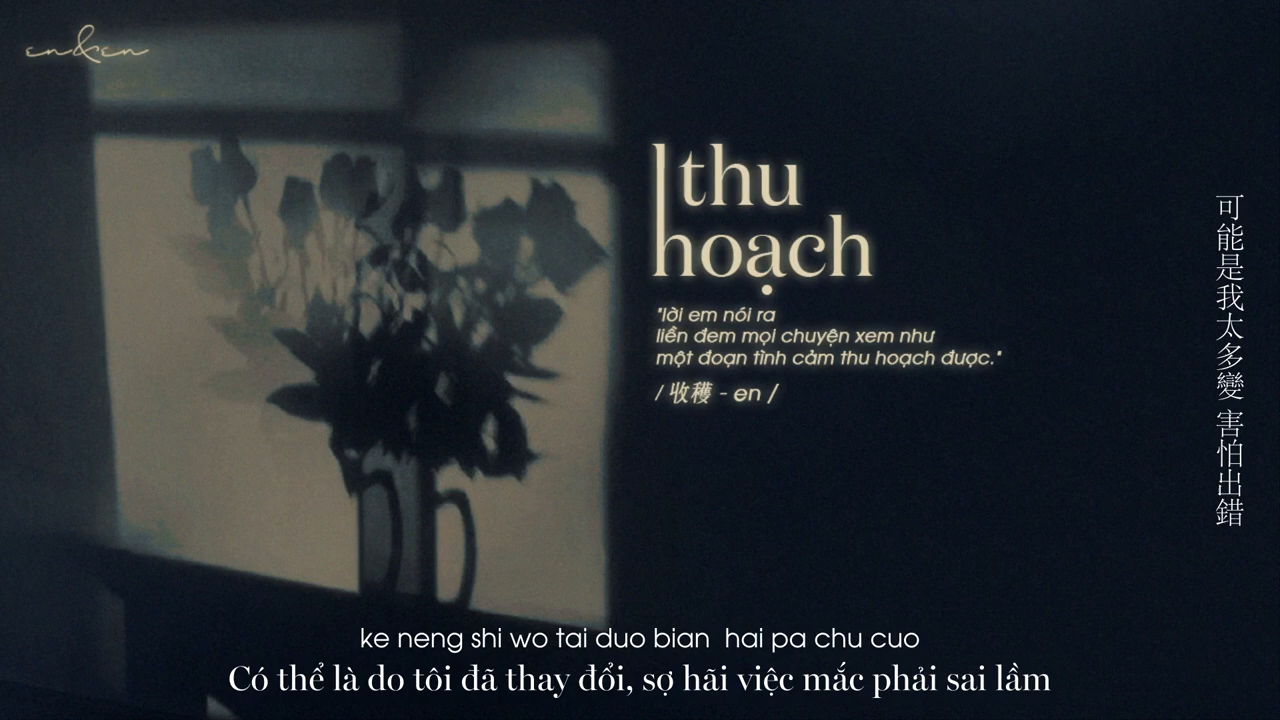 en&en
thu
hoạch
"lời em nói ra
liền đem mọi chuyện xem như
một đoạn tình cảm thu hoạch được."
/ 收穫 - en /
可能是我太多變 害怕出錯
ke neng shi wo tai duo bian  hai pa chu cuo
Có thể là do tôi đã thay đổi, sợ hãi việc mắc phải sai lầm